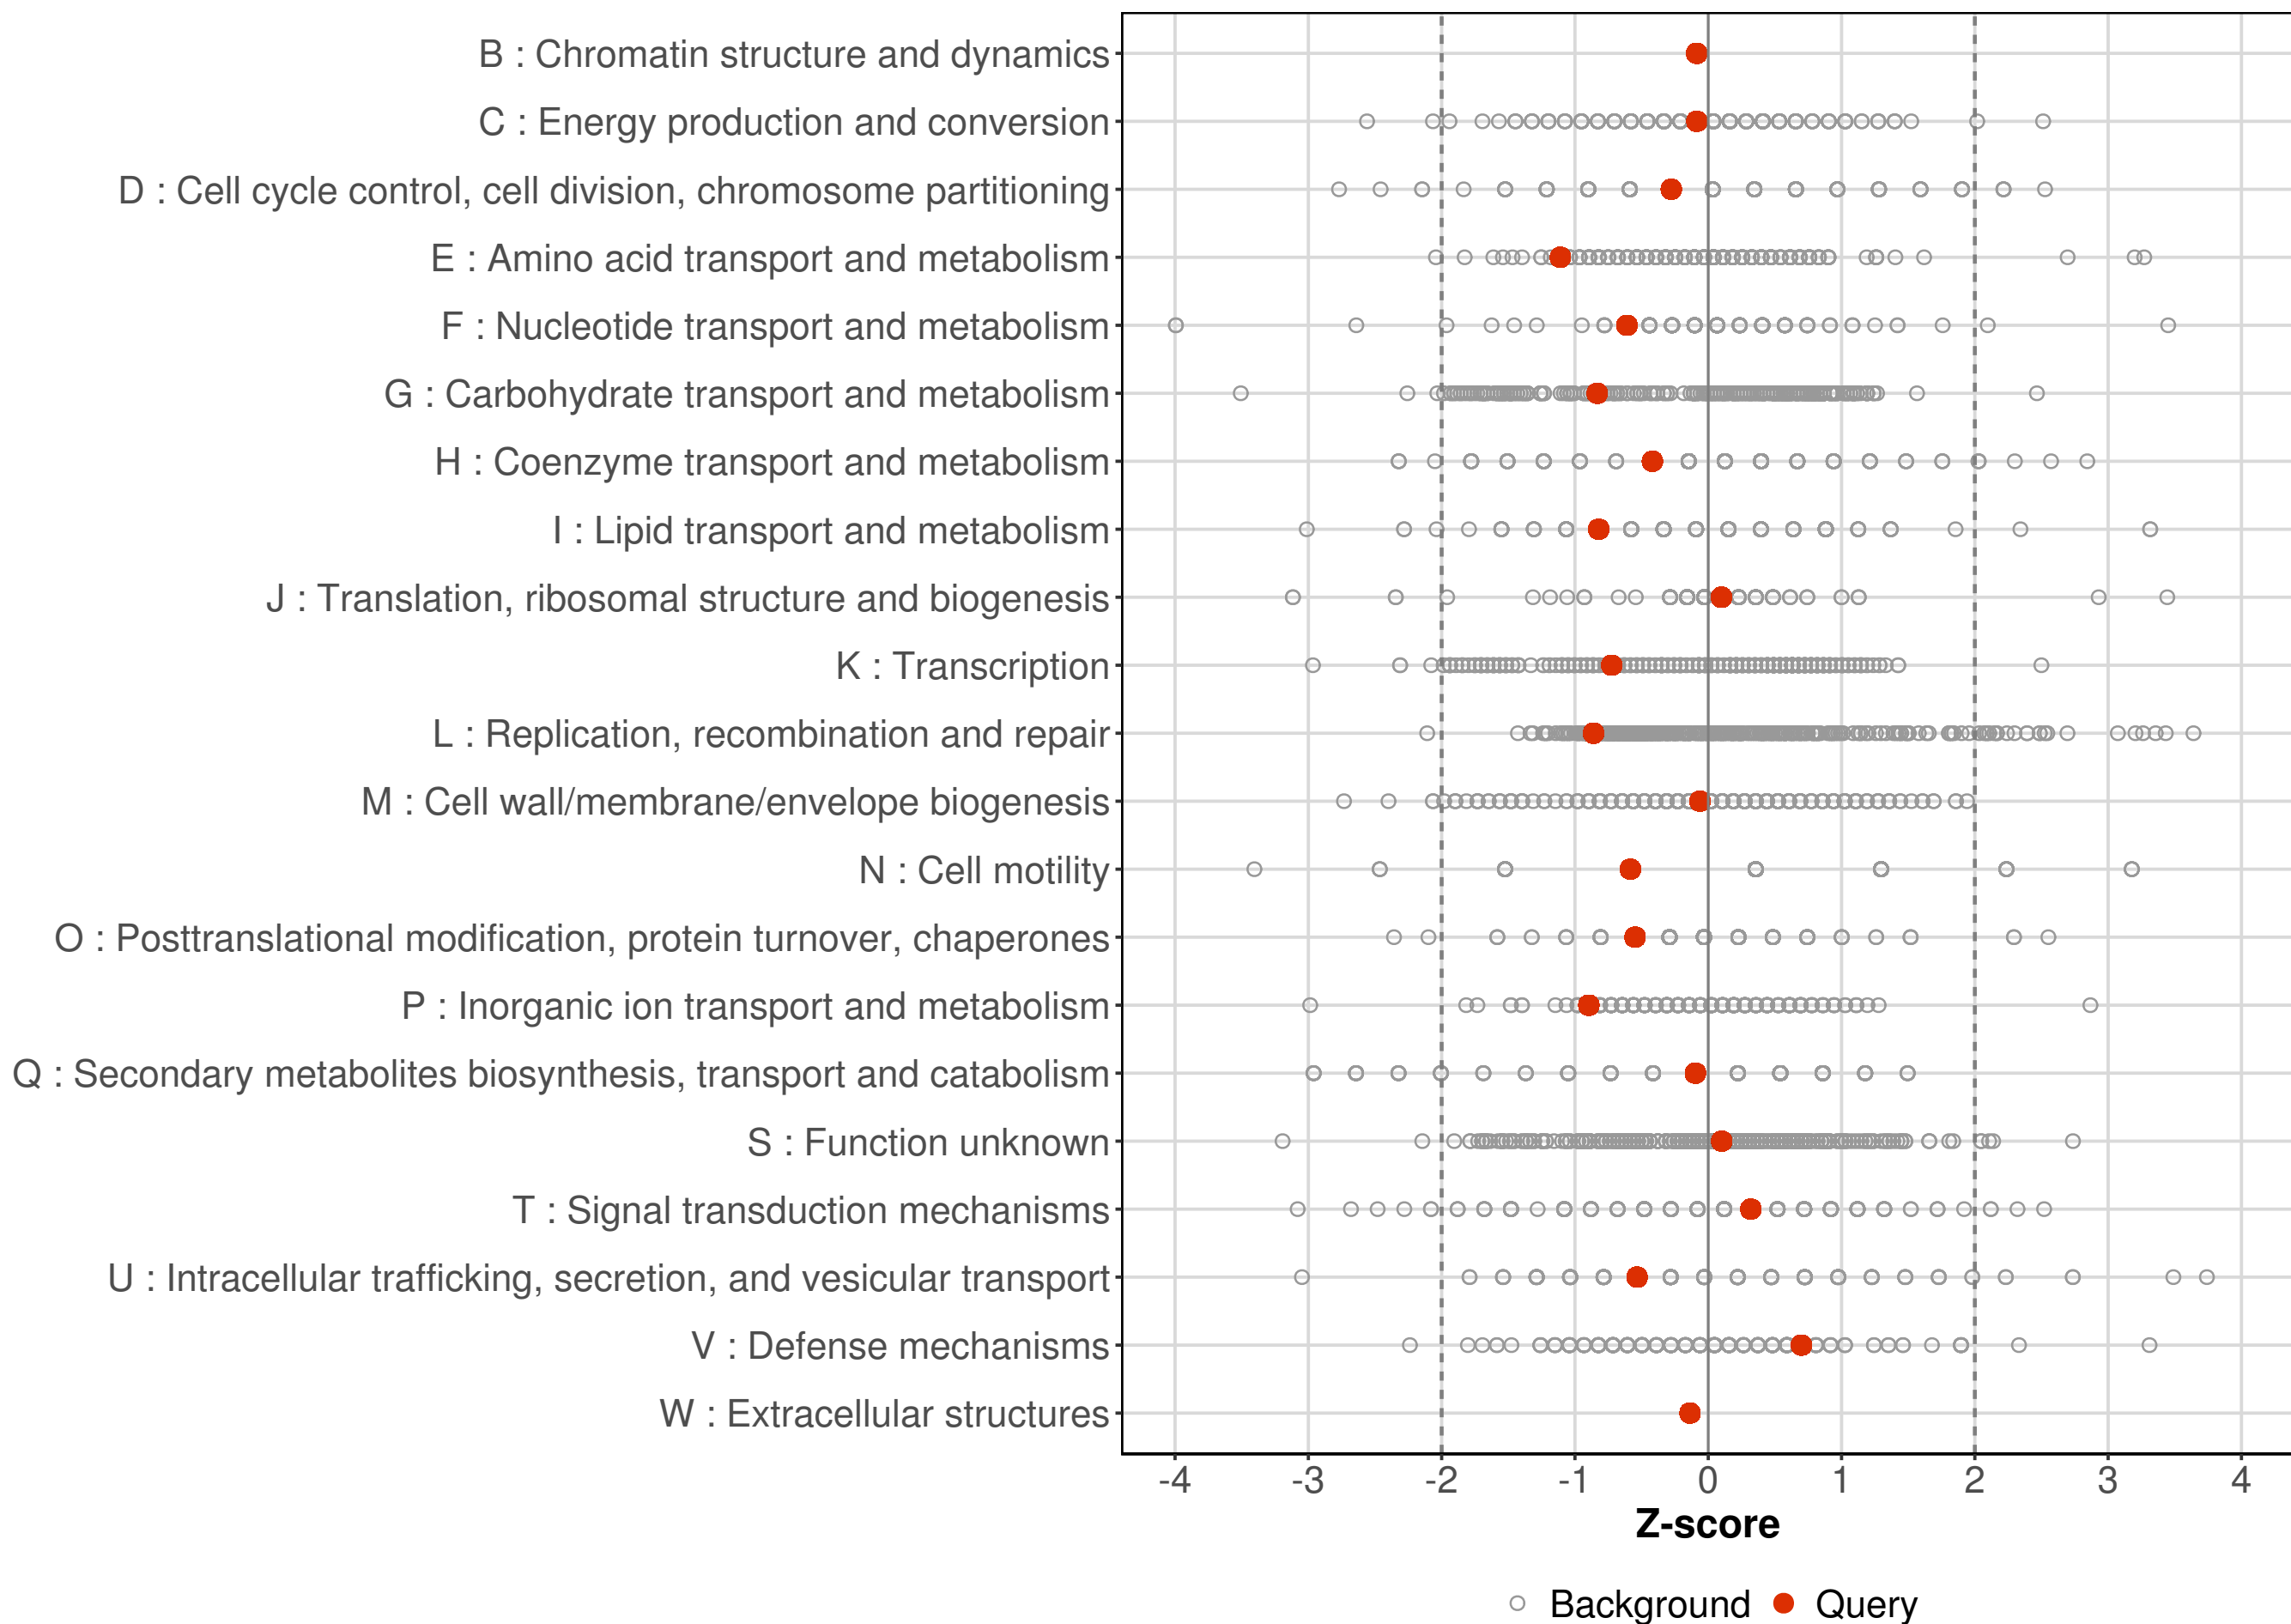 B : Chromatin structure and dynamics
C : Energy production and conversion
D : Cell cycle control, cell division, chromosome partitioning
E : Amino acid transport and metabolism
F : Nucleotide transport and metabolism
G : Carbohydrate transport and metabolism
H : Coenzyme transport and metabolism
I : Lipid transport and metabolism
J : Translation, ribosomal structure and biogenesis
K : Transcription
L : Replication, recombination and repair
M : Cell wall/membrane/envelope biogenesis
N : Cell motility
O : Posttranslational modification, protein turnover, chaperones
P : Inorganic ion transport and metabolism
Q : Secondary metabolites biosynthesis, transport and catabolism
S : Function unknown
T : Signal transduction mechanisms
U : Intracellular trafficking, secretion, and vesicular transport
V : Defense mechanisms
W : Extracellular structures
-4 -3 -2 -1 0 1 2 3 4
Z-score
Background Query